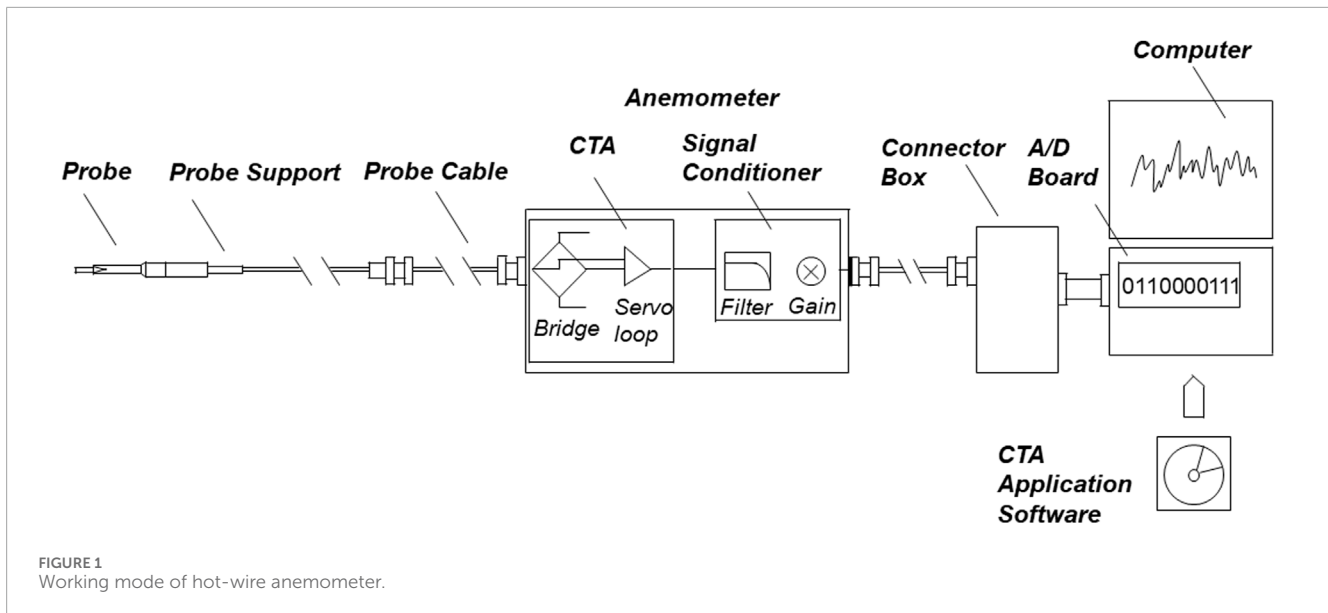 Computer
Anemometer
CTA
Signal
Conditioner
Connector
Box
A/D
Board
Probe
Probe Support
Probe Cable
Bridge
Servo
loop
Filter
Gain
0110000111
CTA
Application
Software
FIGURE 1
Working mode of hot-wire anemometer.